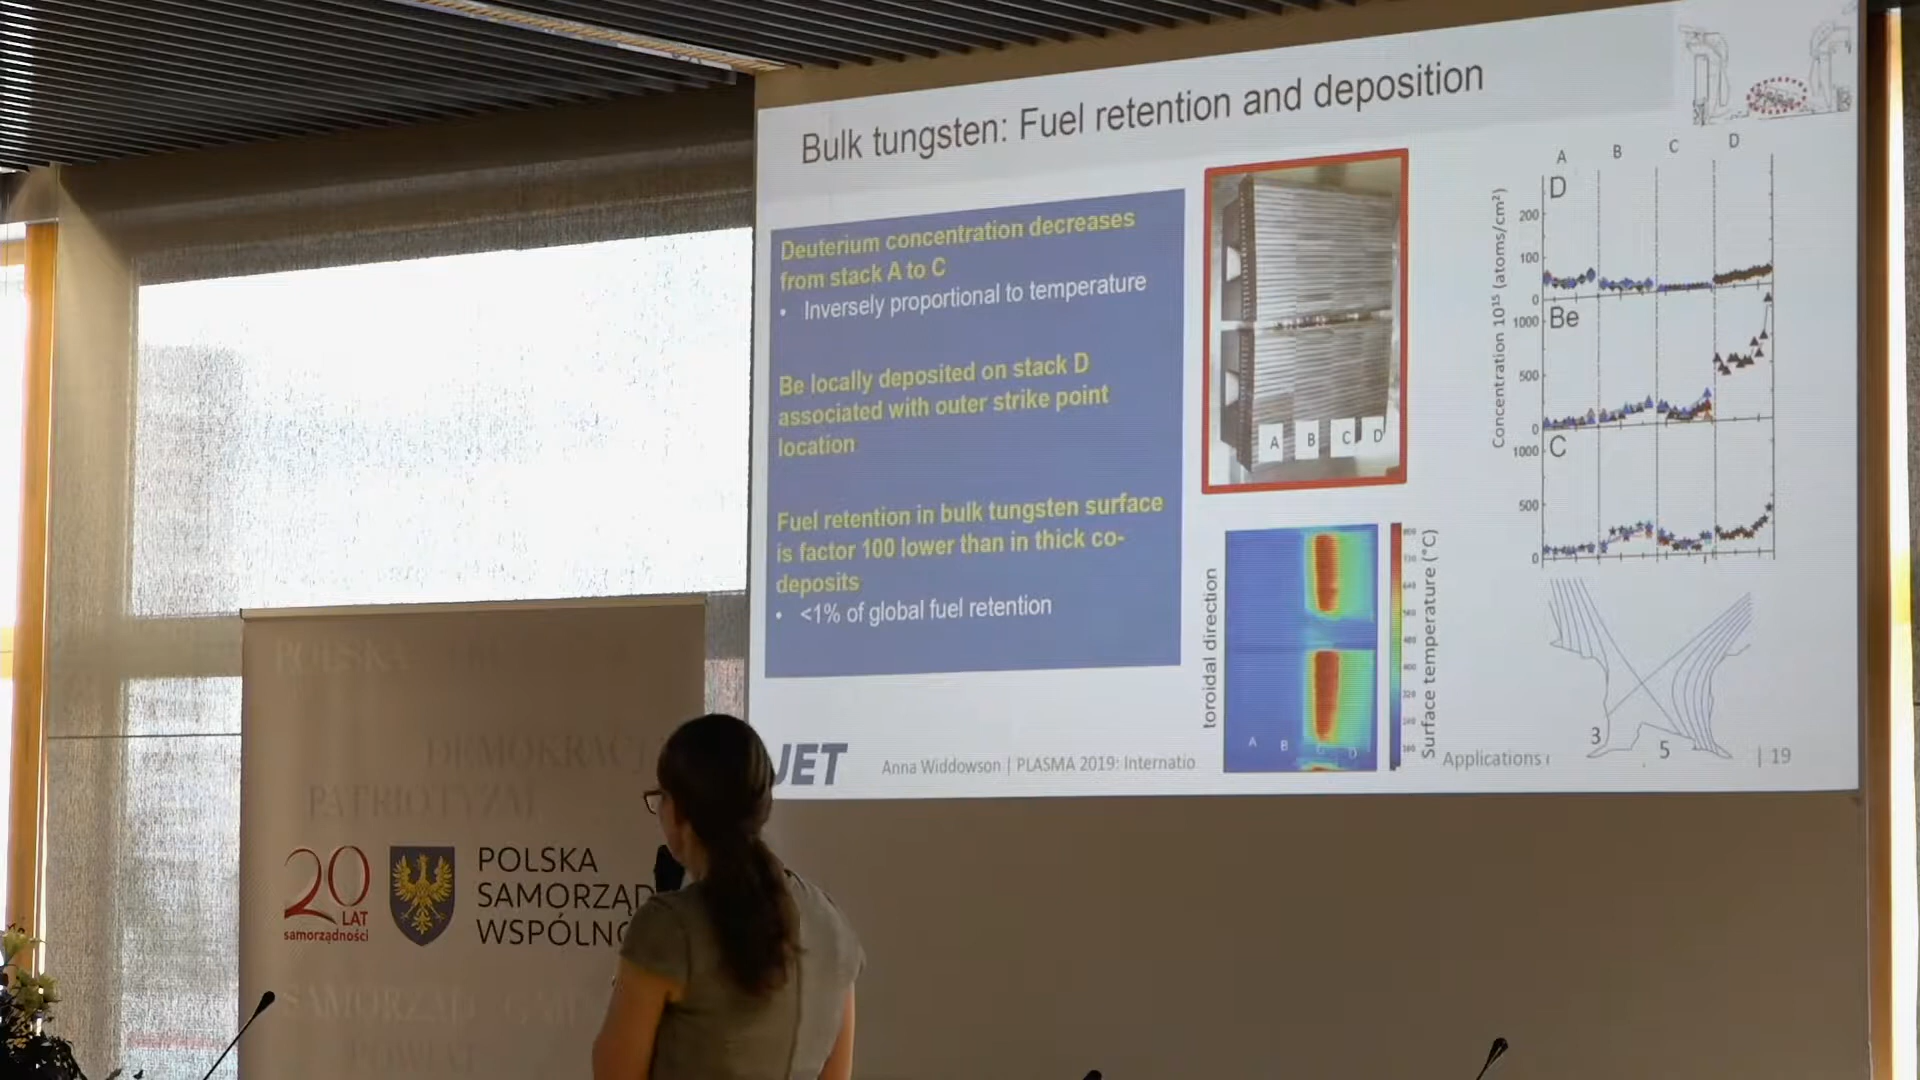 Bulk tungsten: Fuel retention and deposition
Deuterium concentration decreases
from stack A to C
• Inversely proportional to temperature
Be locally deposited on stack D
associated with outer strike point
location
Fuel retention in bulk tungsten surface
is factor 100 lower than in thick co-
deposits
• <1% of global fuel retention
A B C D
toroidal direction
A B C D
Surface temperature (°C)
A B C D
Concentration 10¹⁵ (atoms/cm²)
D
200
100
0
Be
1000
500
0
C
1000
500
0
3
5
JET
Anna Widdowson | PLASMA 2019: Internatio
Applications
| 19
POLSKA
PATRIOTYZM
20
LAT
samorządności
POLSKA
SAMORZĄD
WSPÓLNO